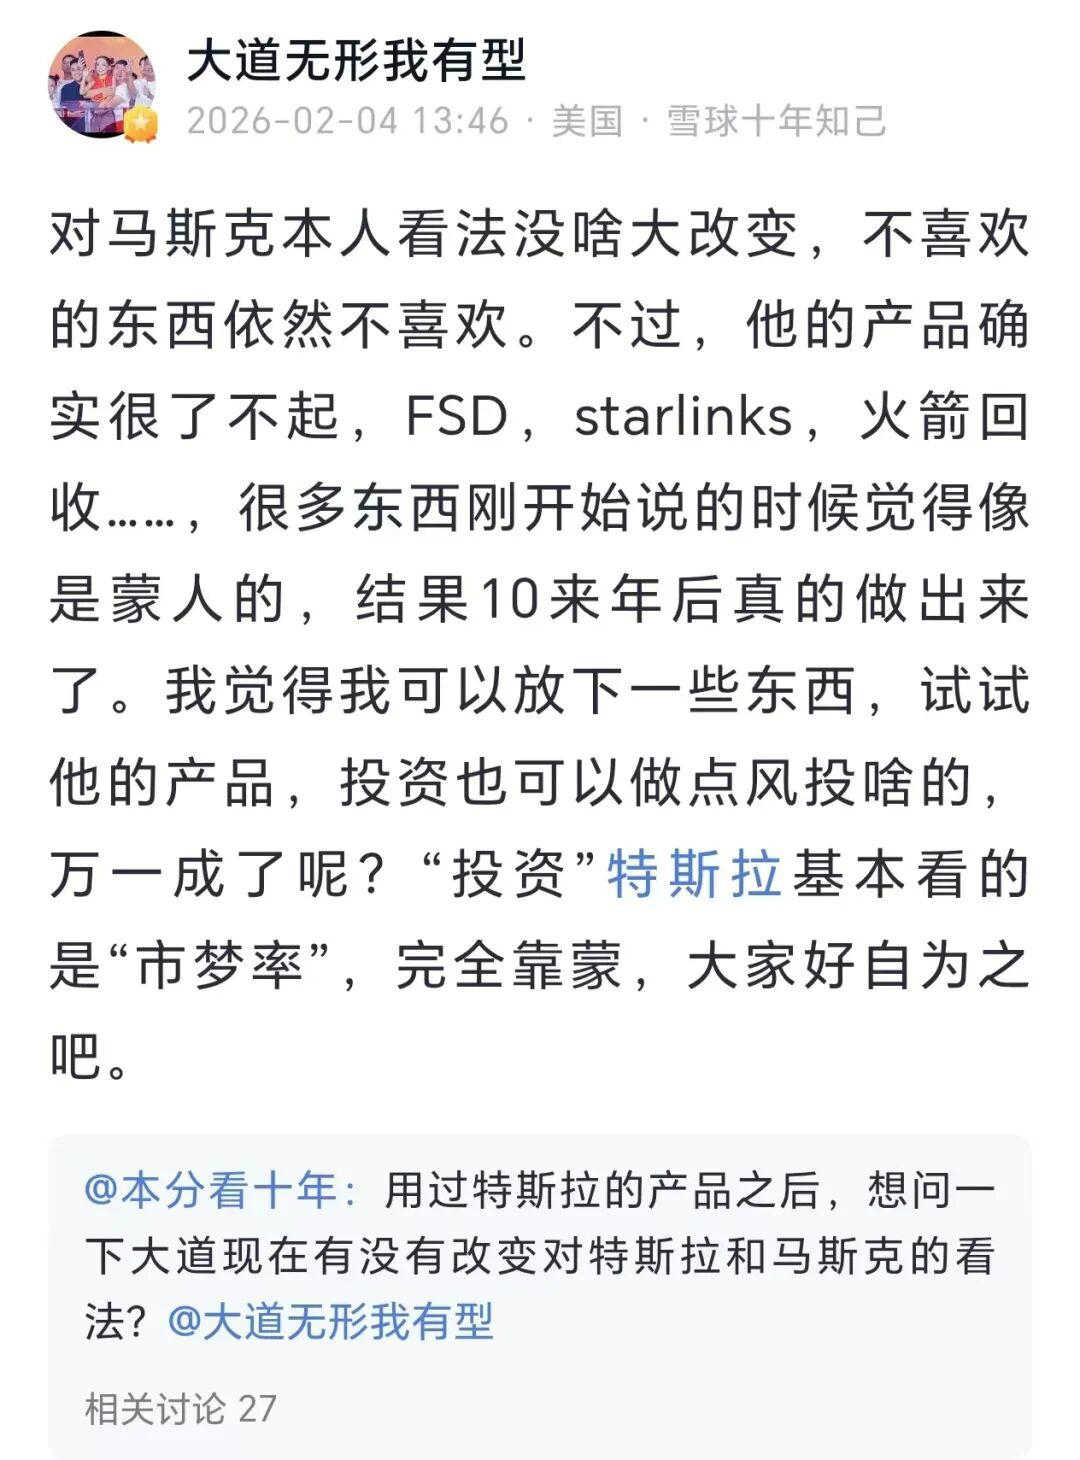 大道无形我有型
2026-02-04 13:46 · 美国 · 雪球十年知己
对马斯克本人看法没啥大改变，不喜欢
的东西依然不喜欢。不过，他的产品确
实很了不起，FSD，starlinks，火箭回
收……，很多东西刚开始说的时候觉得像
是蒙人的，结果10来年后真的做出来
了。我觉得我可以放下一些东西，试试
他的产品，投资也可以做点风投啥的，
万一成了呢？“投资”特斯拉基本看的
是“市梦率”，完全靠蒙，大家好自为之
吧。
@本分看十年：用过特斯拉的产品之后，想问一
下大道现在有没有改变对特斯拉和马斯克的看
法？@大道无形我有型
相关讨论 27